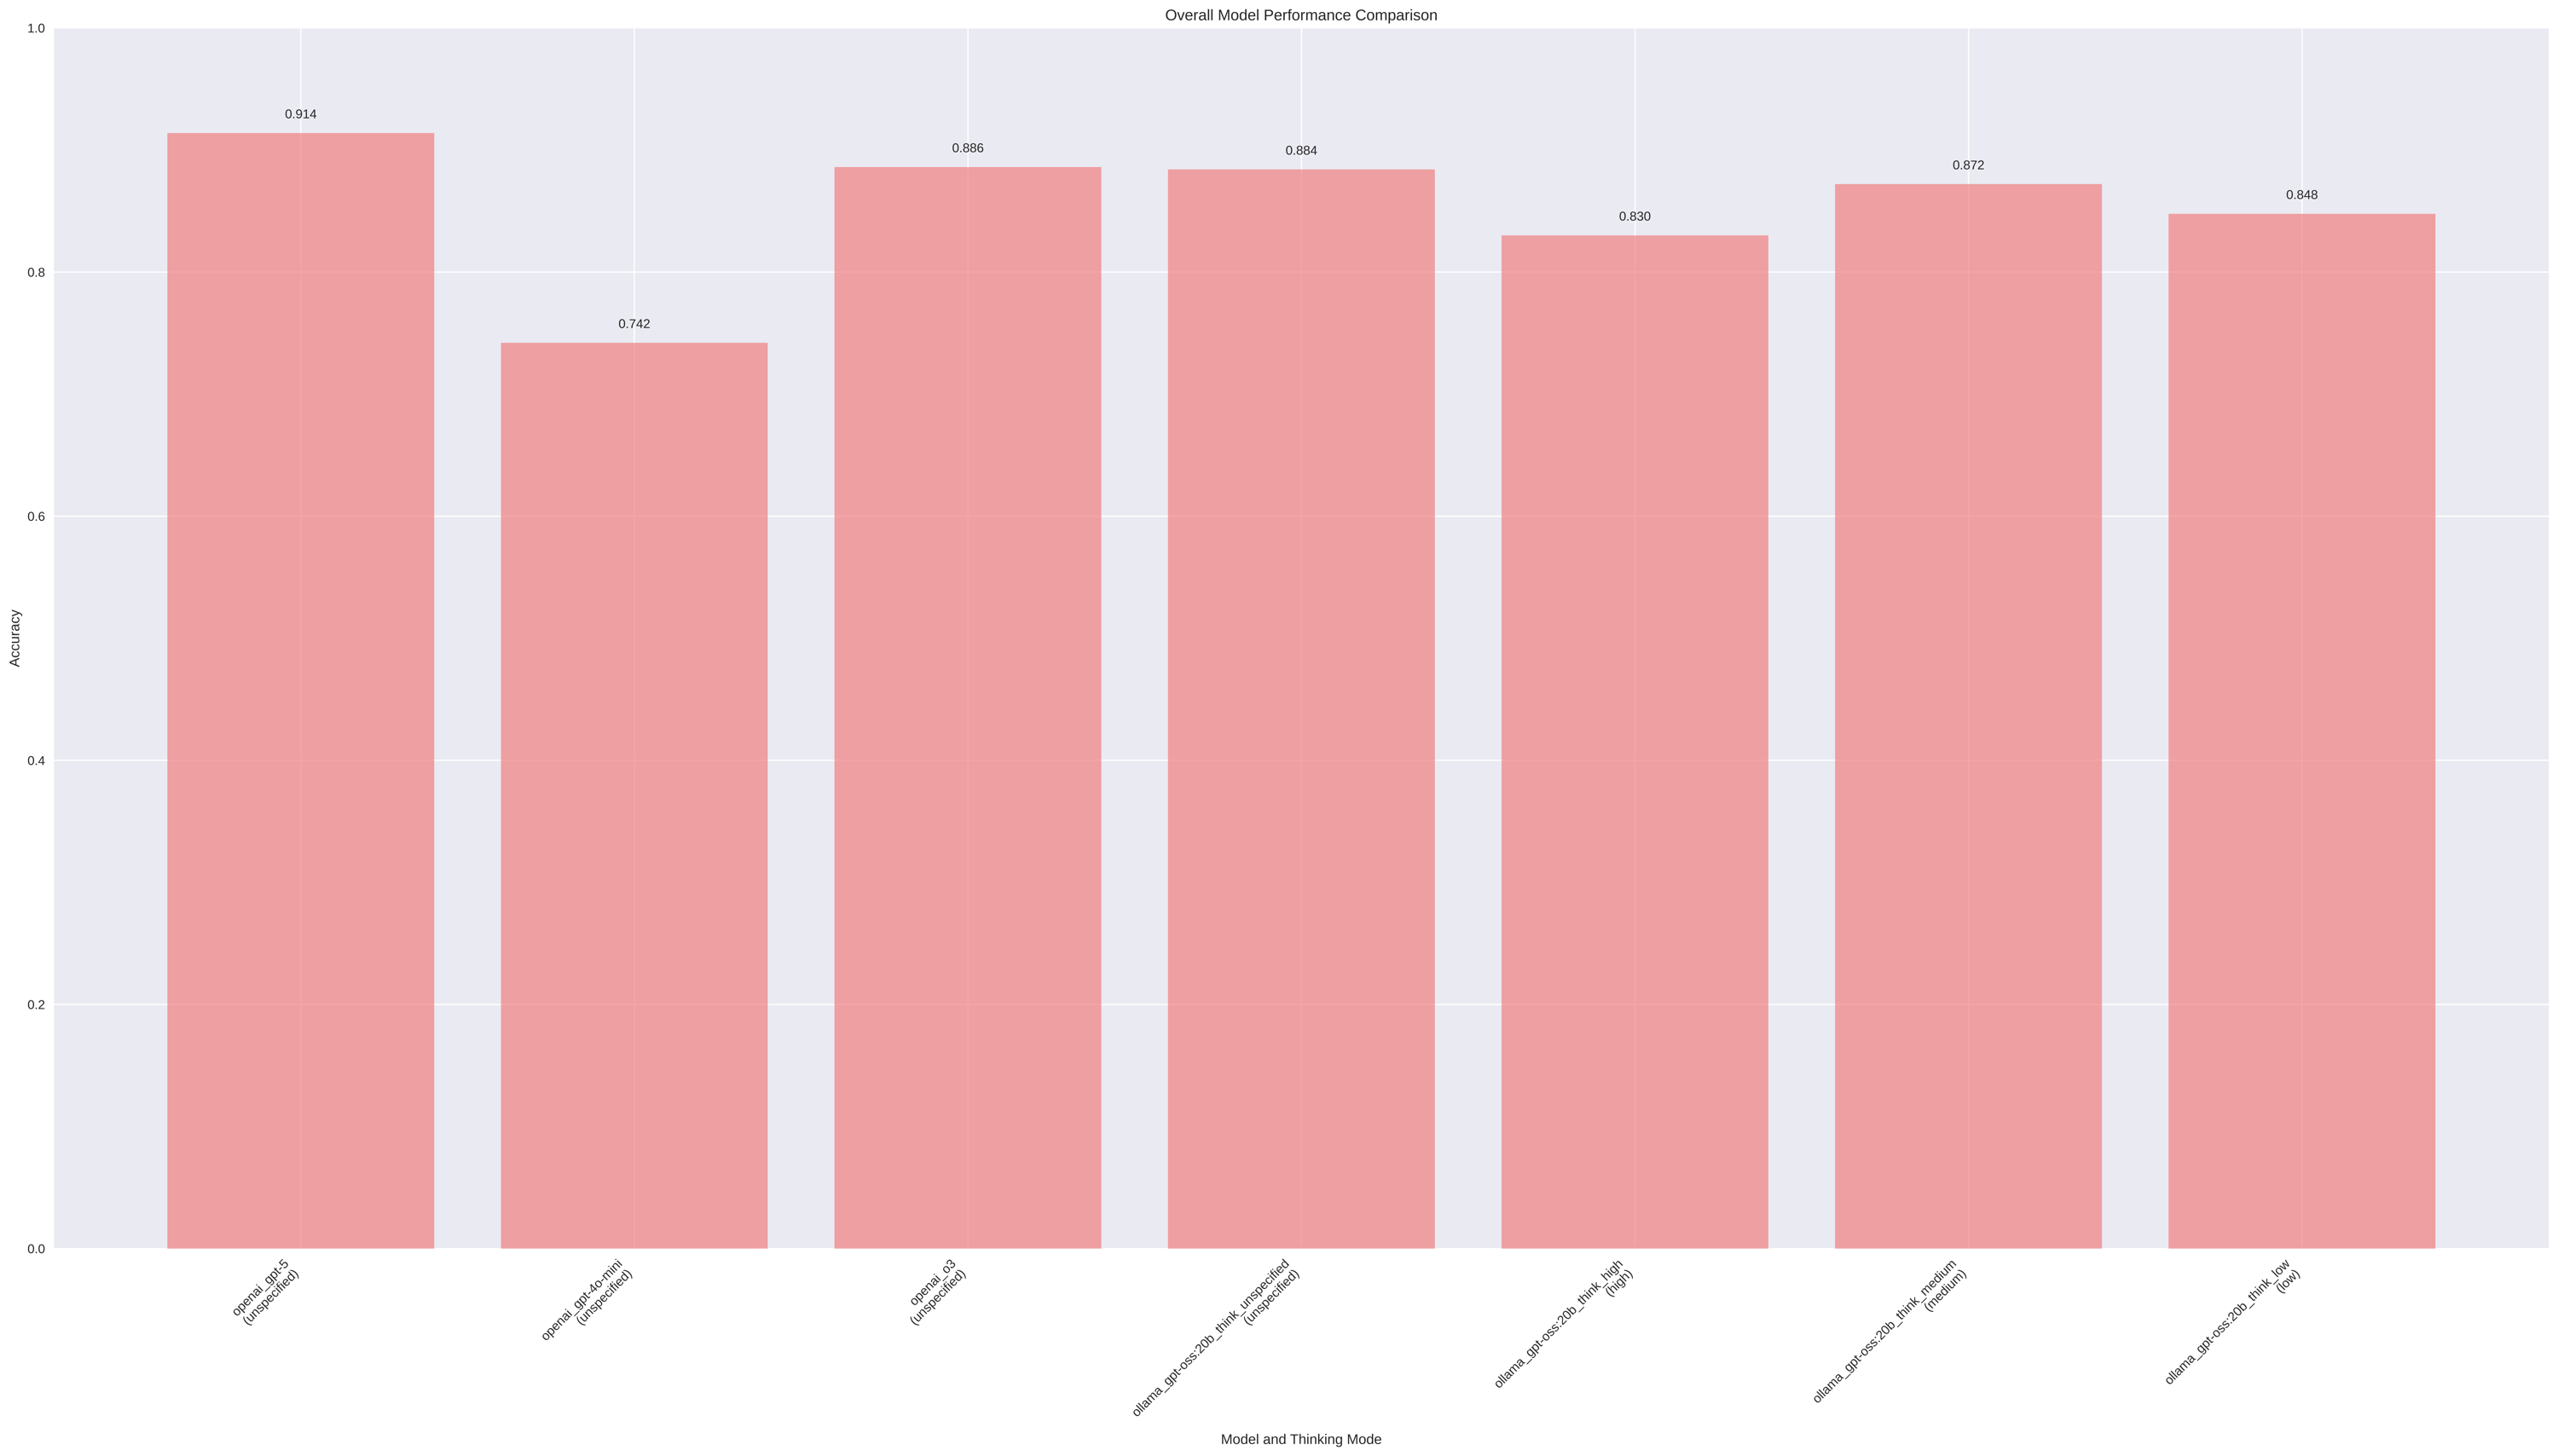 Overall Model Performance Comparison
1.0
0.8
0.6
0.4
0.2
0.0
Accuracy
0.914
0.742
0.886
0.884
0.830
0.872
0.848
openai_gpt-5
(unspecified)
openai_gpt-4o-mini
(unspecified)
openai_o3
(unspecified)
ollama_gpt-oss:20b_think_unspecified
(unspecified)
ollama_gpt-oss:20b_think_high
(high)
ollama_gpt-oss:20b_think_medium
(medium)
ollama_gpt-oss:20b_think_low
(low)
Model and Thinking Mode